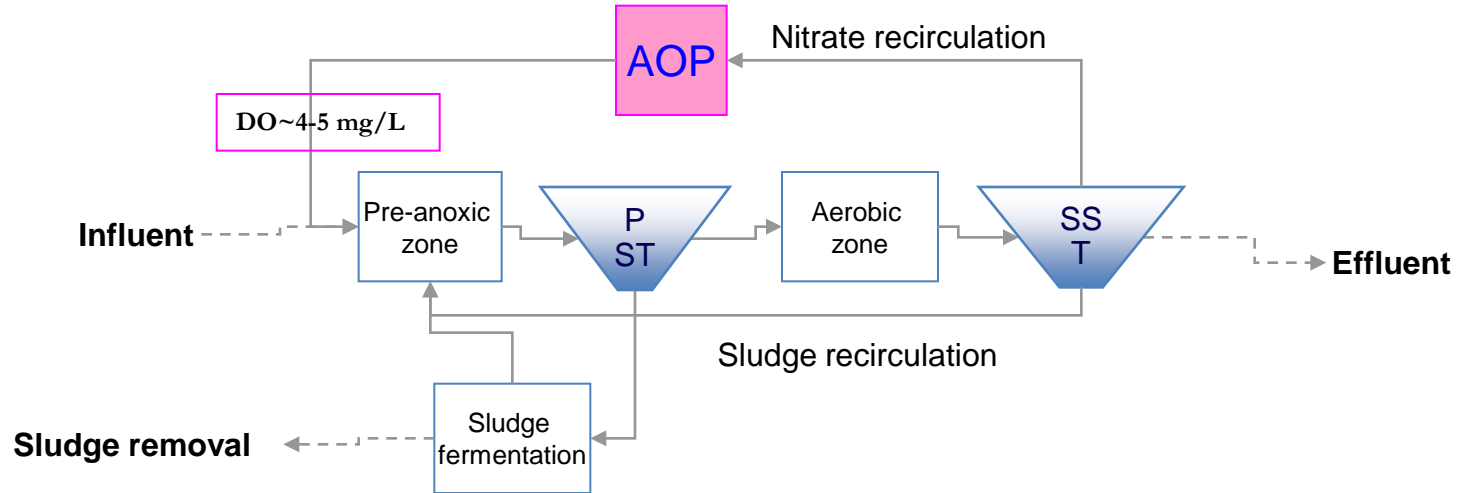 Nitrate recirculation
AOP
DO~4-5 mg/L
Influent
Pre-anoxic
zone
P
ST
Aerobic
zone
SS
T
Effluent
Sludge recirculation
Sludge
fermentation
Sludge removal